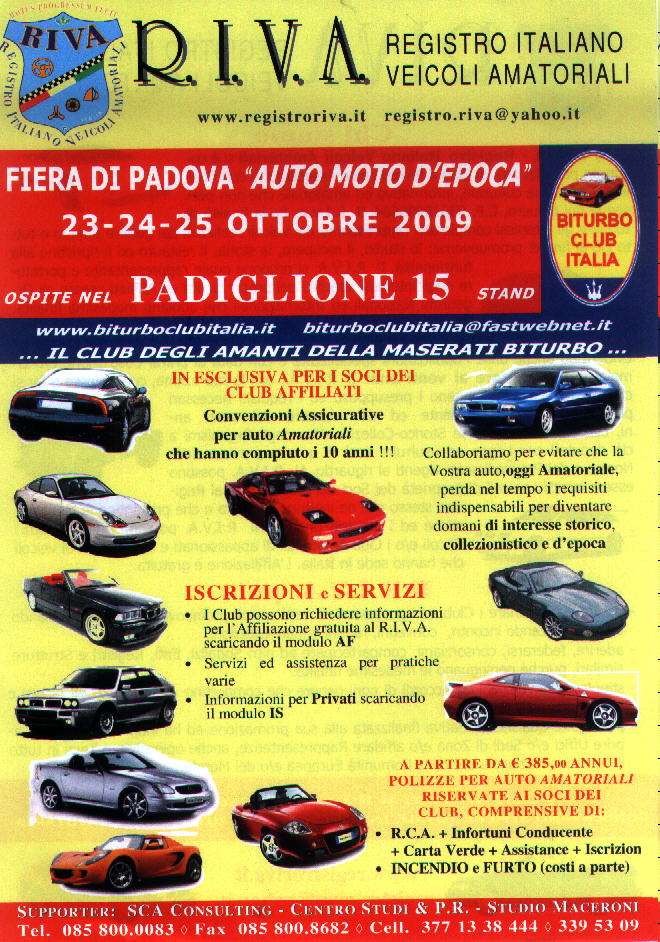 MOTUS PROGRESSUM FECIT
RIVA
REGISTRO ITALIANO VEICOLI AMATORIALI
R.I.V.A. REGISTRO ITALIANO
VEICOLI AMATORIALI
www.registroriva.it registro.riva@yahoo.it
FIERA DI PADOVA "AUTO MOTO D'EPOCA"
23-24-25 OTTOBRE 2009
OSPITE NEL PADIGLIONE 15 STAND
BITURBO
CLUB
ITALIA
www.biturboclubitalia.it biturboclubitalia@fastwebnet.it
... IL CLUB DEGLI AMANTI DELLA MASERATI BITURBO ...
IN ESCLUSIVA PER I SOCI DEI
CLUB AFFILIATI
Convenzioni Assicurative
per auto Amatoriali
che hanno compiuto i 10 anni !!!
Collaboriamo per evitare che la
Vostra auto,oggi Amatoriale,
perda nel tempo i requisiti
indispensabili per diventare
domani di interesse storico,
collezionistico e d'epoca
ISCRIZIONI e SERVIZI
• I Club possono richiedere informazioni
per l'Affiliazione gratuita al R.I.V.A.
scaricando il modulo AF
• Servizi ed assistenza per pratiche
varie
• Informazioni per Privati scaricando
il modulo IS
A PARTIRE DA € 385,00 ANNUI,
POLIZZE PER AUTO AMATORIALI
RISERVATE AI SOCI DEI
CLUB, COMPRENSIVE DI:
• R.C.A. + Infortuni Conducente
+ Carta Verde + Assistance + Iscrizion
• INCENDIO e FURTO (costi a parte)
SUPPORTER: SCA CONSULTING - CENTRO STUDI & P.R. - STUDIO MACERONI
Tel. 085 800.0083 ◊ Fax 085 800.8682 ◊ Cell. 377 13 38 444 ◊ 339 53 09